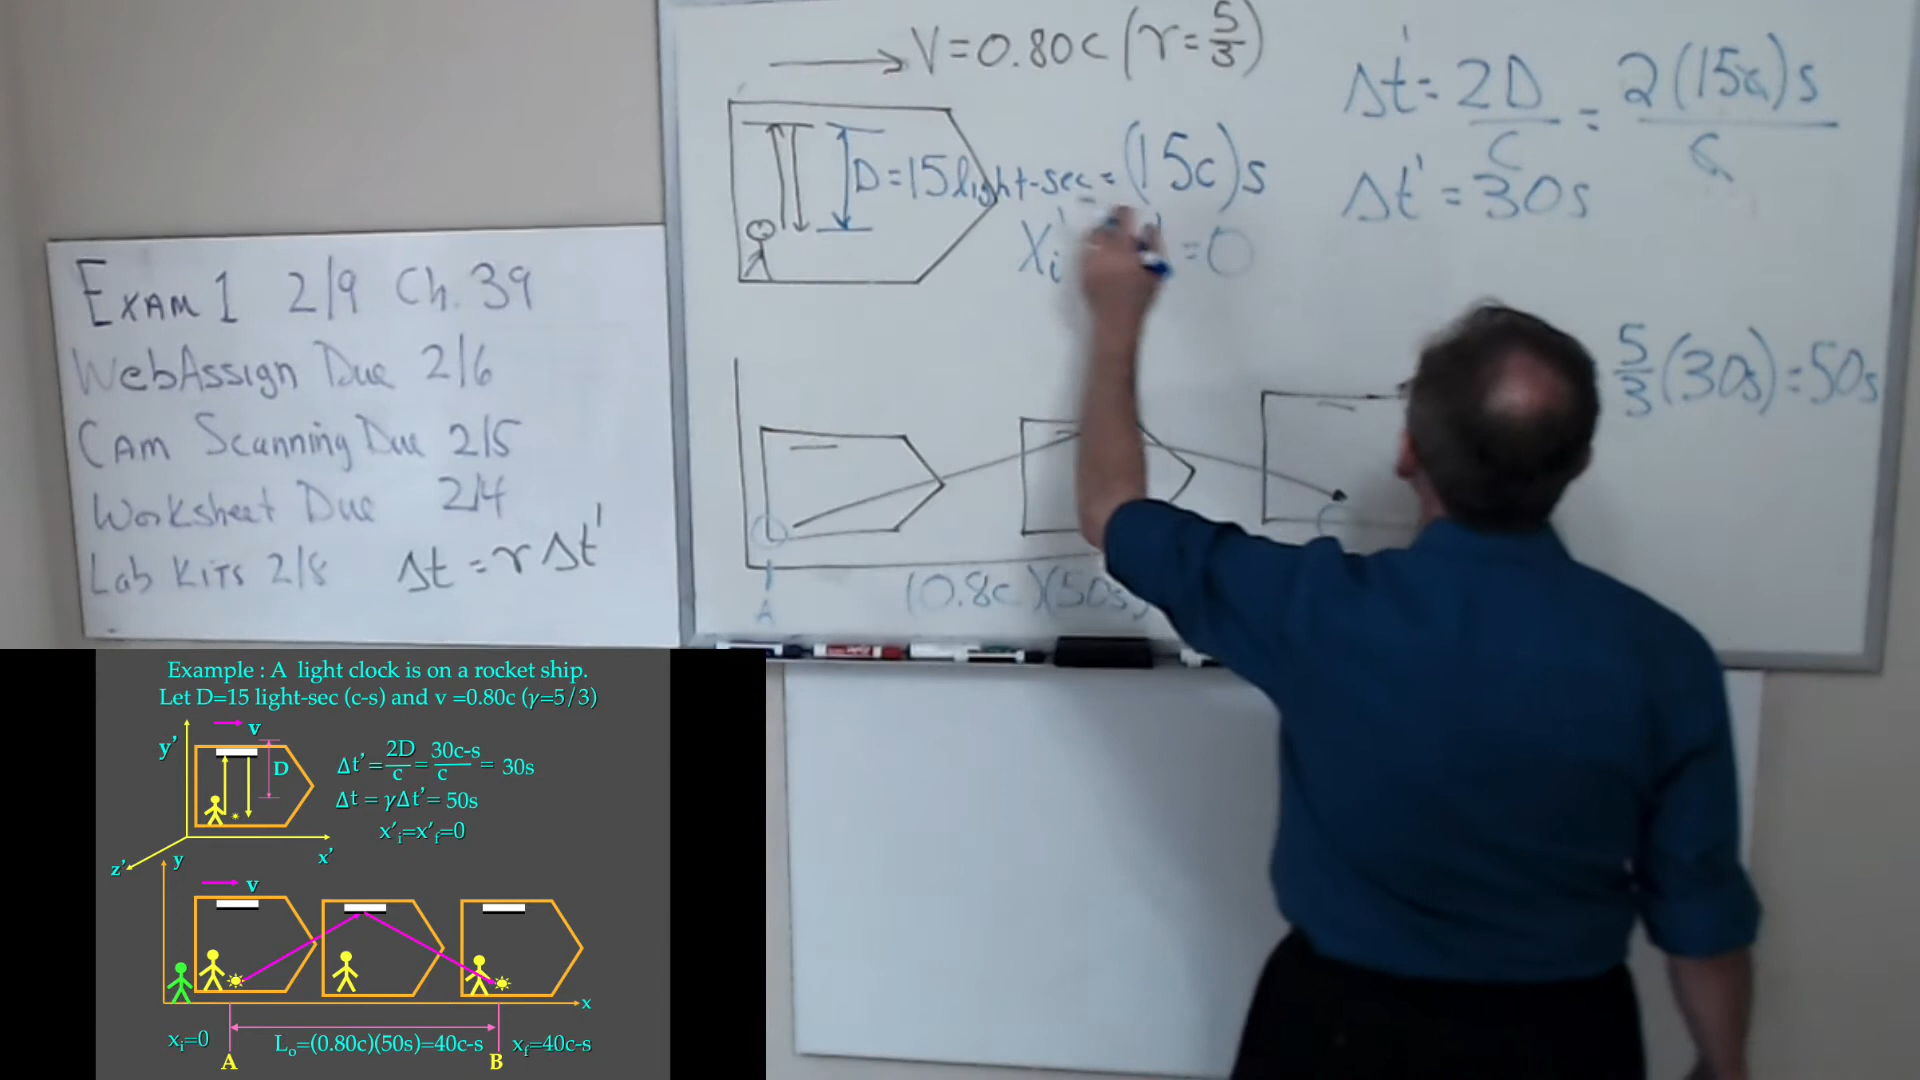 EXAM 1 2/9 Ch. 39
WebAssign Due 2/6
CAM Scanning Due 2/5
Worksheet Due 2/4
Lab Kits 2/8 Δt = γΔt'
→ V=0.80c (γ=5/3)
D=15light-sec=(15c)s
Xi' =0
Δt'=2D/c=2(15c)s/c
Δt'=30s
5/3(30s)=50s
(0.8c)(50s)
A
Example : A light clock is on a rocket ship.
Let D=15 light-sec (c-s) and v =0.80c (γ=5/3)
v
y'
D
Δt'=2D/c=30c-s/c= 30s
Δt = γΔt'= 50s
x'i=x'f=0
x'
z'
y
v
x
xi=0
Lo=(0.80c)(50s)=40c-s
xf=40c-s
A
B